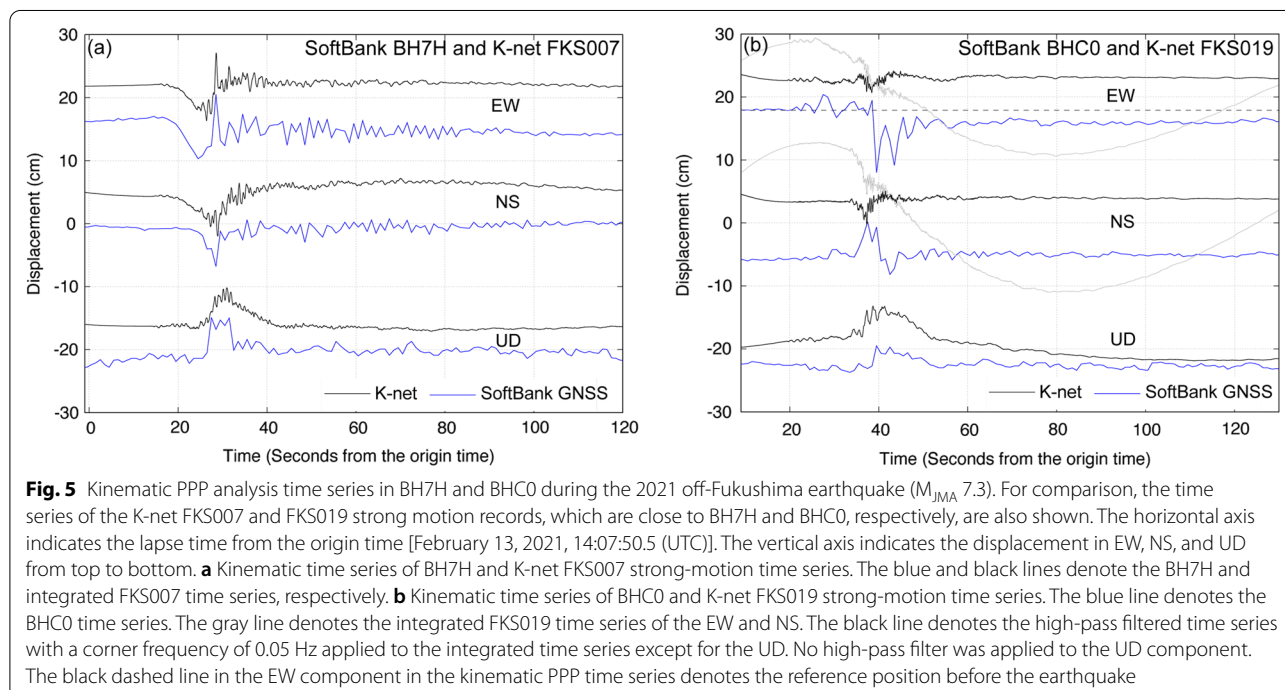 (a)
SoftBank BH7H and K-net FKS007
(b)
SoftBank BHC0 and K-net FKS019
30
20
10
0
-10
-20
-30
Displacement (cm)
EW
NS
UD
K-net
SoftBank GNSS
0 20 40 60 80 100 120
Time (Seconds from the origin time)
30
20
10
0
-10
-20
-30
Displacement (cm)
EW
NS
UD
K-net
SoftBank GNSS
20 40 60 80 100 120
Time (Seconds from the origin time)
Fig. 5 Kinematic PPP analysis time series in BH7H and BHC0 during the 2021 off-Fukushima earthquake (MJMA 7.3). For comparison, the time
series of the K-net FKS007 and FKS019 strong motion records, which are close to BH7H and BHC0, respectively, are also shown. The horizontal axis
indicates the lapse time from the origin time [February 13, 2021, 14:07:50.5 (UTC)]. The vertical axis indicates the displacement in EW, NS, and UD
from top to bottom. a Kinematic time series of BH7H and K-net FKS007 strong-motion time series. The blue and black lines denote the BH7H and
integrated FKS007 time series, respectively. b Kinematic time series of BHC0 and K-net FKS019 strong-motion time series. The blue line denotes the
BHC0 time series. The gray line denotes the integrated FKS019 time series of the EW and NS. The black line denotes the high-pass filtered time series
with a corner frequency of 0.05 Hz applied to the integrated time series except for the UD. No high-pass filter was applied to the UD component.
The black dashed line in the EW component in the kinematic PPP time series denotes the reference position before the earthquake